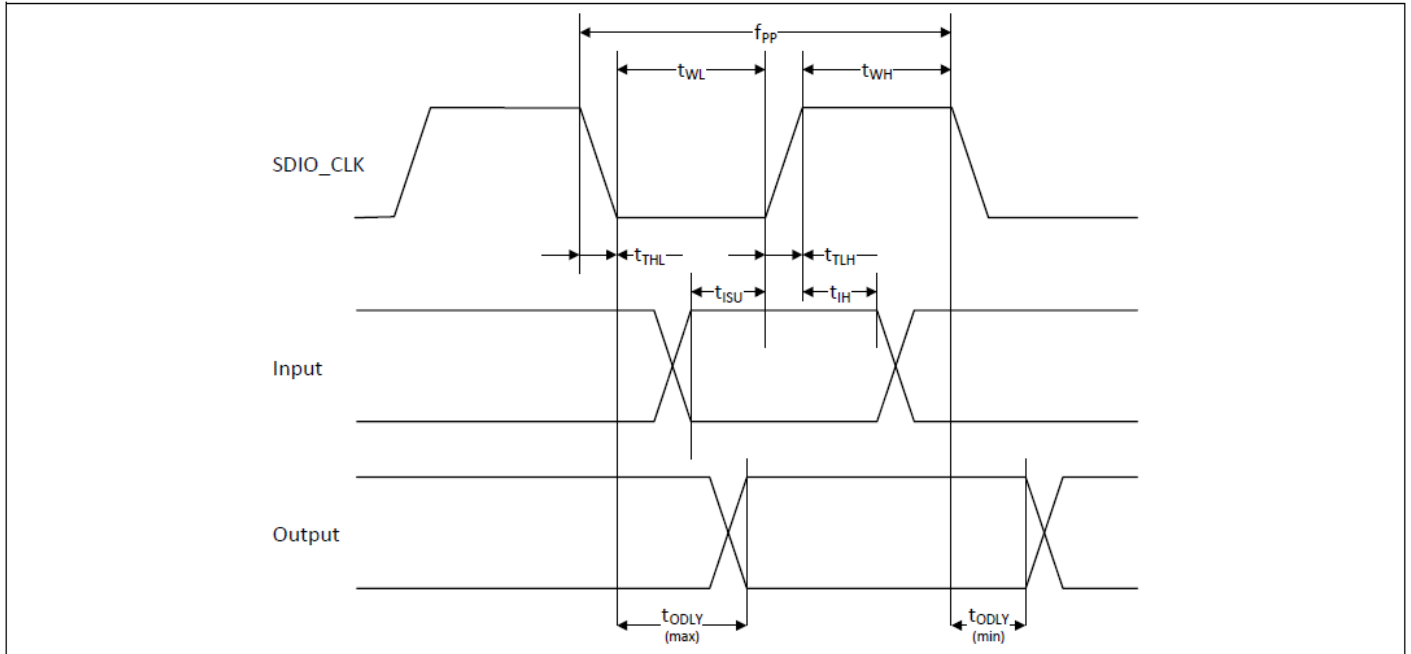 fPP
tWL
tWH
SDIO_CLK
tTHL
tTLH
tISU
tIH
Input
Output
tODLY
(max)
tODLY
(min)